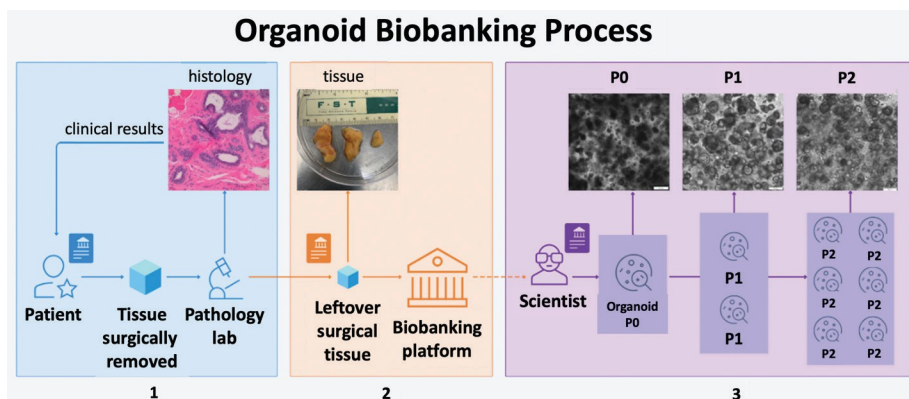 Organoid Biobanking Process
histology
clinical results
Patient
Tissue
surgically
removed
Pathology
lab
1
tissue
F·S·T
Leftover
surgical
tissue
Biobanking
platform
2
P0
P1
P2
Scientist
Organoid
P0
P1
P1
P2 P2
P2 P2
P2 P2
3